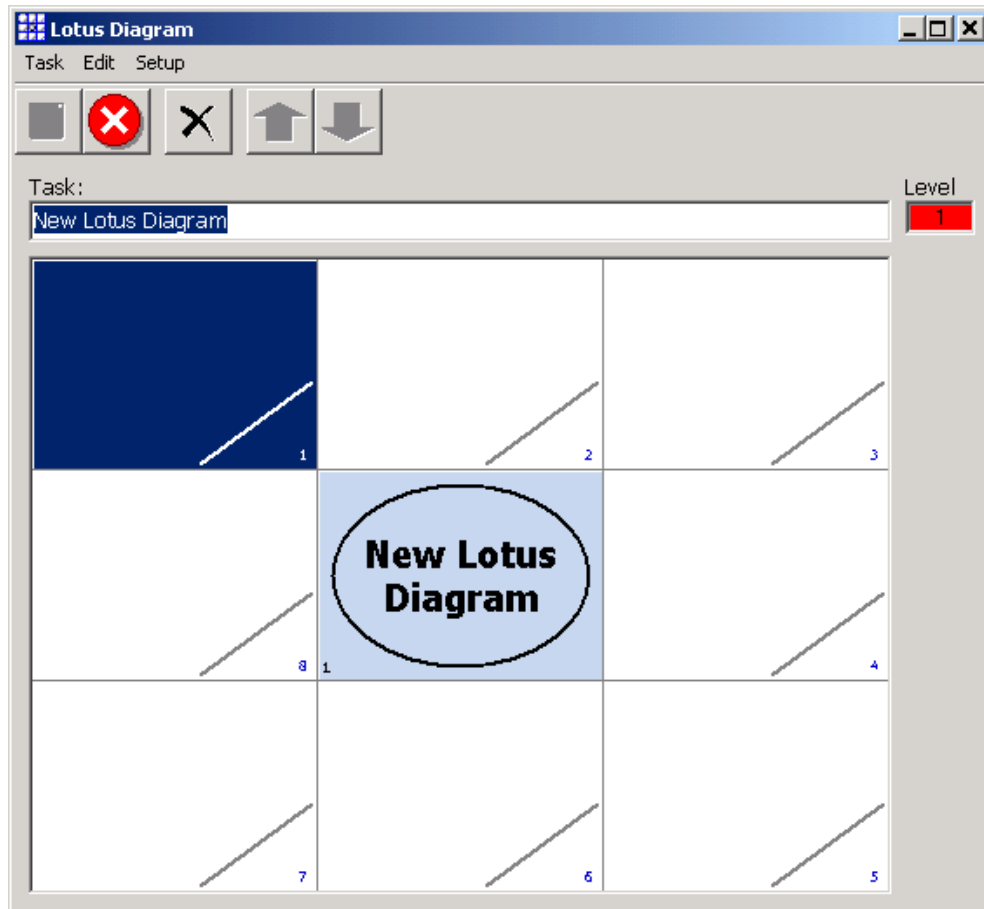 Lotus Diagram
Task Edit Setup
Task:
Level
New Lotus Diagram
1
1
2
3
New Lotus
Diagram
8
1
4
7
6
5